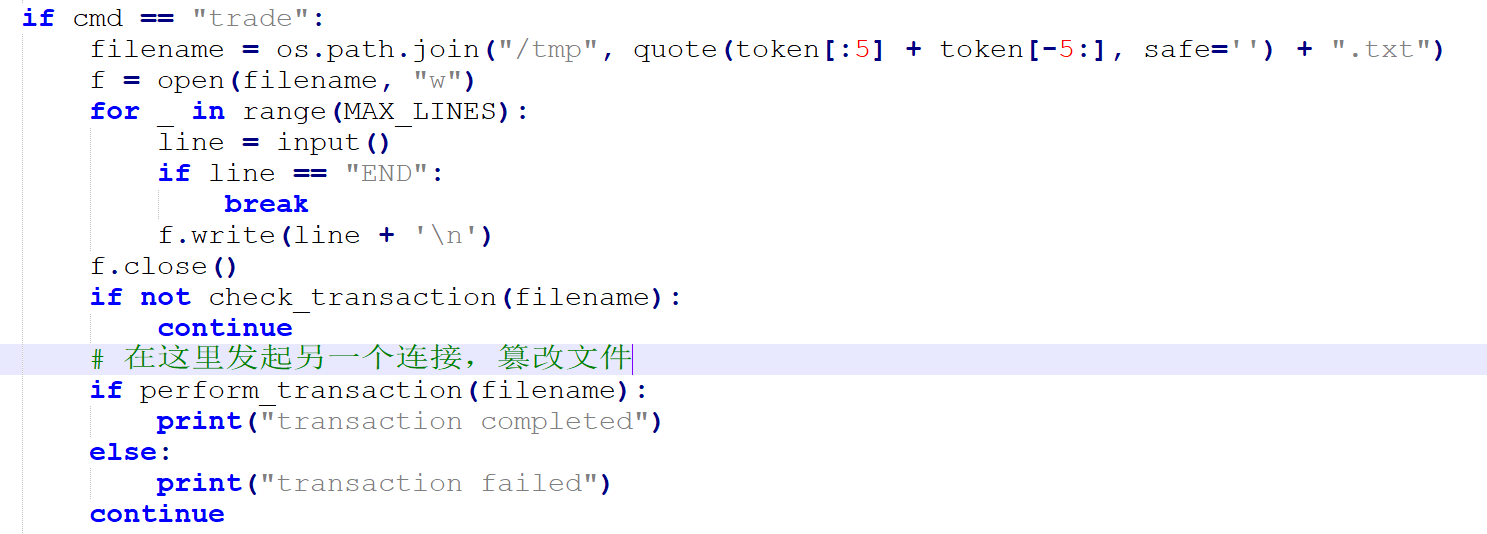 if cmd == "trade":
    filename = os.path.join("/tmp", quote(token[:5] + token[-5:], safe='') + ".txt")
    f = open(filename, "w")
    for _ in range(MAX_LINES):
        line = input()
        if line == "END":
            break
        f.write(line + '\n')
    f.close()
    if not check_transaction(filename):
        continue
    # 在这里发起另一个连接，篡改文件
    if perform_transaction(filename):
        print("transaction completed")
    else:
        print("transaction failed")
    continue